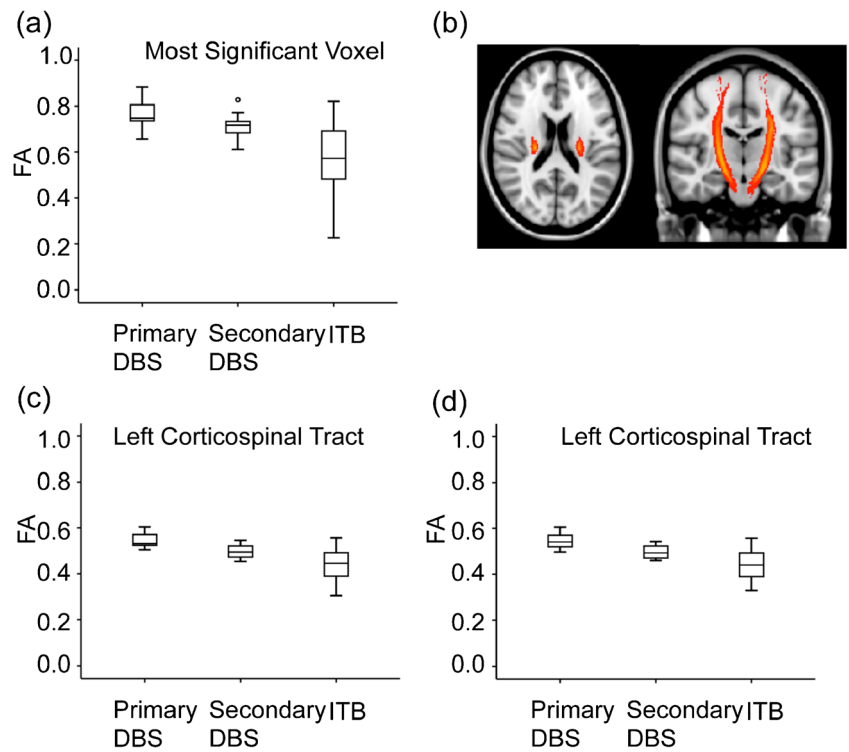 (a)
Most Significant Voxel
1.0
0.8
0.6
0.4
0.2
0.0
FA
Primary DBS
Secondary DBS
ITB
(b)
(c)
Left Corticospinal Tract
1.0
0.8
0.6
0.4
0.2
0.0
FA
Primary DBS
Secondary DBS
ITB
(d)
Left Corticospinal Tract
1.0
0.8
0.6
0.4
0.2
0.0
FA
Primary DBS
Secondary DBS
ITB